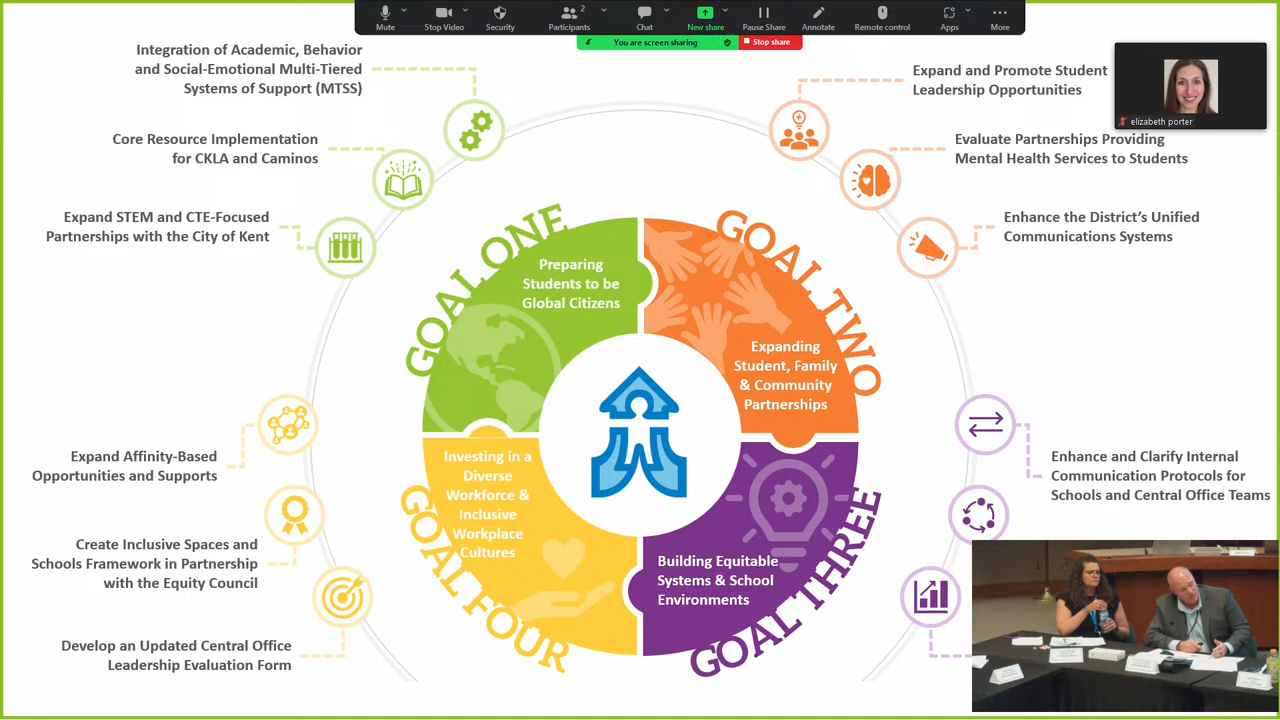 Mute
Stop Video
Security
Participants
2
Chat
New share
Pause Share
Annotate
Remote control
Apps
More
You are screen sharing
Stop share
Integration of Academic, Behavior
and Social-Emotional Multi-Tiered
Systems of Support (MTSS)
Core Resource Implementation
for CKLA and Caminos
Expand STEM and CTE-Focused
Partnerships with the City of Kent
Expand and Promote Student
Leadership Opportunities
elizabeth porter
Evaluate Partnerships Providing
Mental Health Services to Students
Enhance the District's Unified
Communications Systems
GOAL ONE
Preparing
Students to be
Global Citizens
GOAL TWO
Expanding
Student, Family
& Community
Partnerships
Expand Affinity-Based
Opportunities and Supports
Create Inclusive Spaces and
Schools Framework in Partnership
with the Equity Council
Develop an Updated Central Office
Leadership Evaluation Form
Investing in a
Diverse
Workforce &
Inclusive
Workplace
Cultures
GOAL FOUR
Building Equitable
Systems & School
Environments
GOAL THREE
Enhance and Clarify Internal
Communication Protocols for
Schools and Central Office Teams